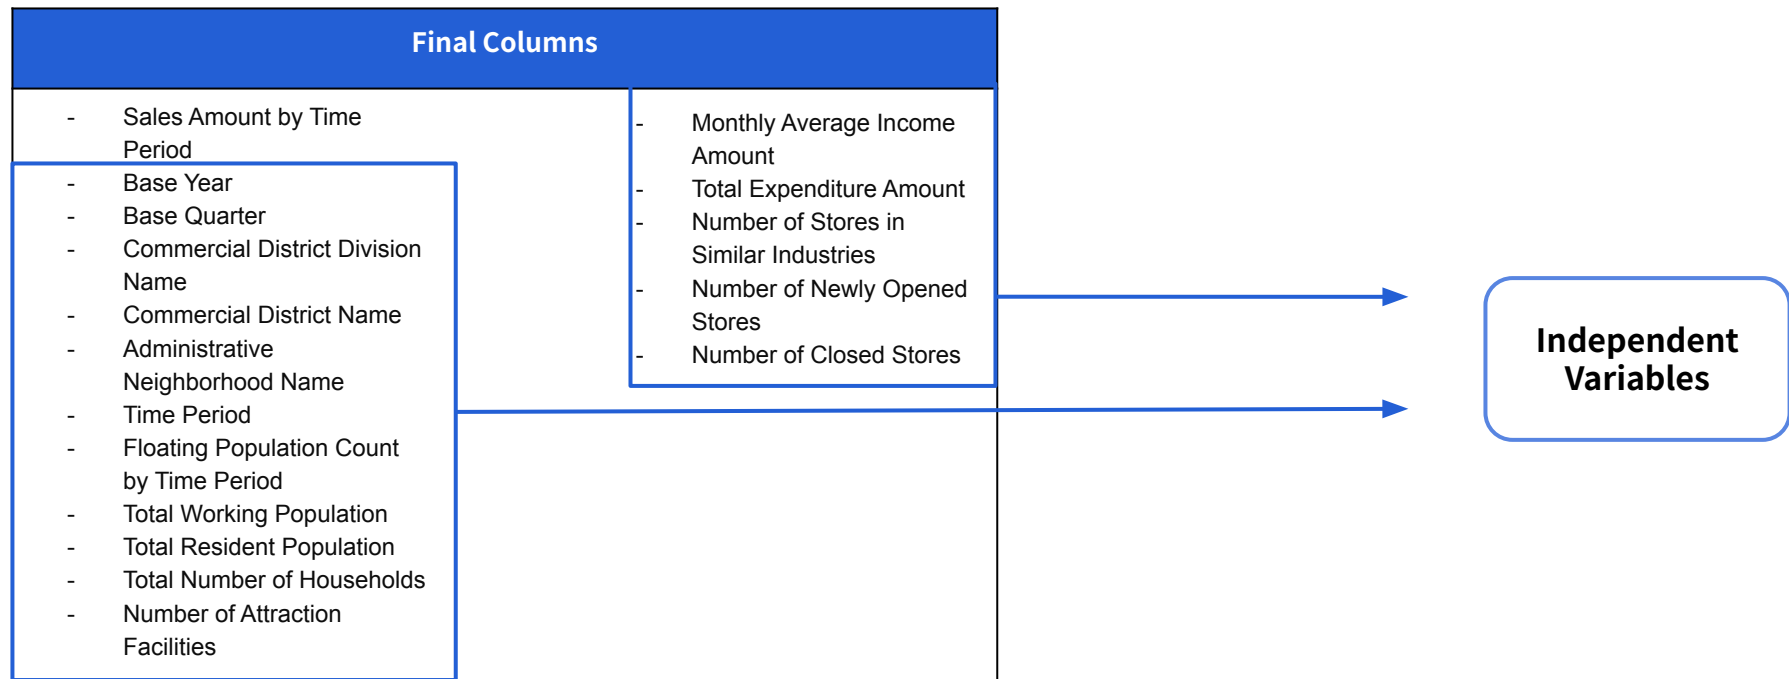 Final Columns
- Sales Amount by Time
Period
- Base Year
- Base Quarter
- Commercial District Division
Name
- Commercial District Name
- Administrative
Neighborhood Name
- Time Period
- Floating Population Count
by Time Period
- Total Working Population
- Total Resident Population
- Total Number of Households
- Number of Attraction
Facilities
- Monthly Average Income
Amount
- Total Expenditure Amount
- Number of Stores in
Similar Industries
- Number of Newly Opened
Stores
- Number of Closed Stores
Independent
Variables